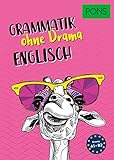 PONS
GRAMMATIK
ohne Drama
ENGLISCH